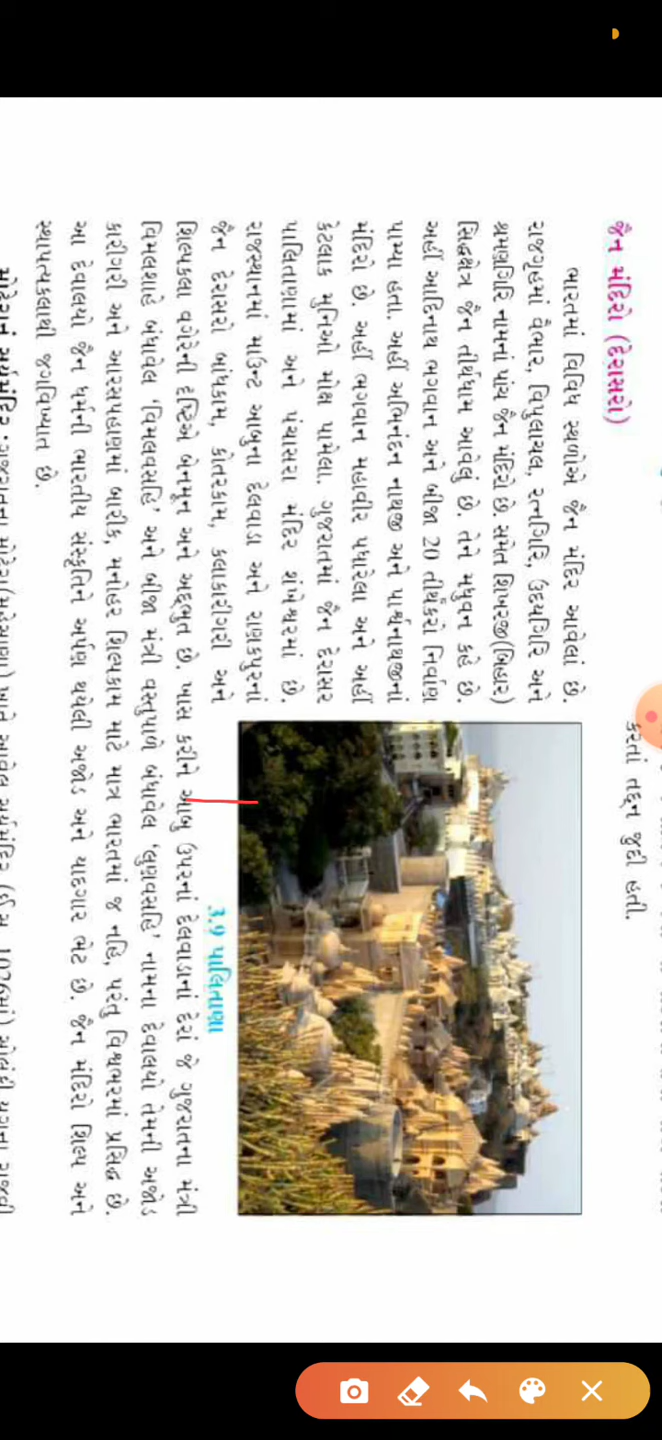 કરતાં તદ્દન જુદી હતી.
જૈન મંદિરો (દેરાસરો)
ભારતમાં વિવિધ સ્થળોએ જૈન મંદિર આવેલાં છે.
રાજગૃહમાં વૈભાર, વિપુલાચલ, રત્નગિરિ, ઉદયગિરિ અને
શ્રમણગિરિ નામનાં પાંચ જૈન મંદિરો છે. સમેત શિખરજી (બિહાર)
સિદ્ધક્ષેત્ર જૈન તીર્થધામ આવેલું છે. તેને મધુવન કહે છે.
અહીં આદિનાથ ભગવાન અને બીજા 20 તીર્થંકરો નિર્વાણ
પામ્યા હતા. અહીં અભિનંદન નાથજી અને પાર્શ્વનાથજીનાં
મંદિરો છે. અહીં ભગવાન મહાવીર પધારેલા અને અહીં
કેટલાક મુનિઓ મોક્ષ પામેલા. ગુજરાતમાં જૈન દેરાસર
પાલિતાણામાં અને પંચાસરા મંદિર શંખેશ્વરમાં છે.
રાજસ્થાનમાં માઉન્ટ આબુના દેલવાડા અને રાણકપુરનાં
જૈન દેરાસરો બાંધકામ, કોતરકામ, કલાકારીગરી અને
3.9 પાલિતાણા
શિલ્પકલા વગેરેની દૃષ્ટિએ બેનમૂન અને અદ્ભુત છે. ખાસ કરીને આબુ ઉપરનાં દેલવાડાનાં દેરાં જે ગુજરાતના મંત્રી
વિમલશાહે બંધાવેલ 'વિમલવસહિ' અને બીજા મંત્રી વસ્તુપાળે બંધાવેલ 'લુણવસહિ' નામના દેવાલયો તેમની અજોડ
કારીગરી અને આરસપહાણમાં બારીક, મનોહર શિલ્પકામ માટે માત્ર ભારતમાં જ નહિ, પરંતુ વિશ્વભરમાં પ્રસિદ્ધ છે.
આ દેવાલયો જૈન ધર્મની ભારતીય સંસ્કૃતિને અર્પણ થયેલી અજોડ અને યાદગાર ભેટ છે. જૈન મંદિરો શિલ્પ અને
સ્થાપત્યકલાથી જગવિખ્યાત છે.